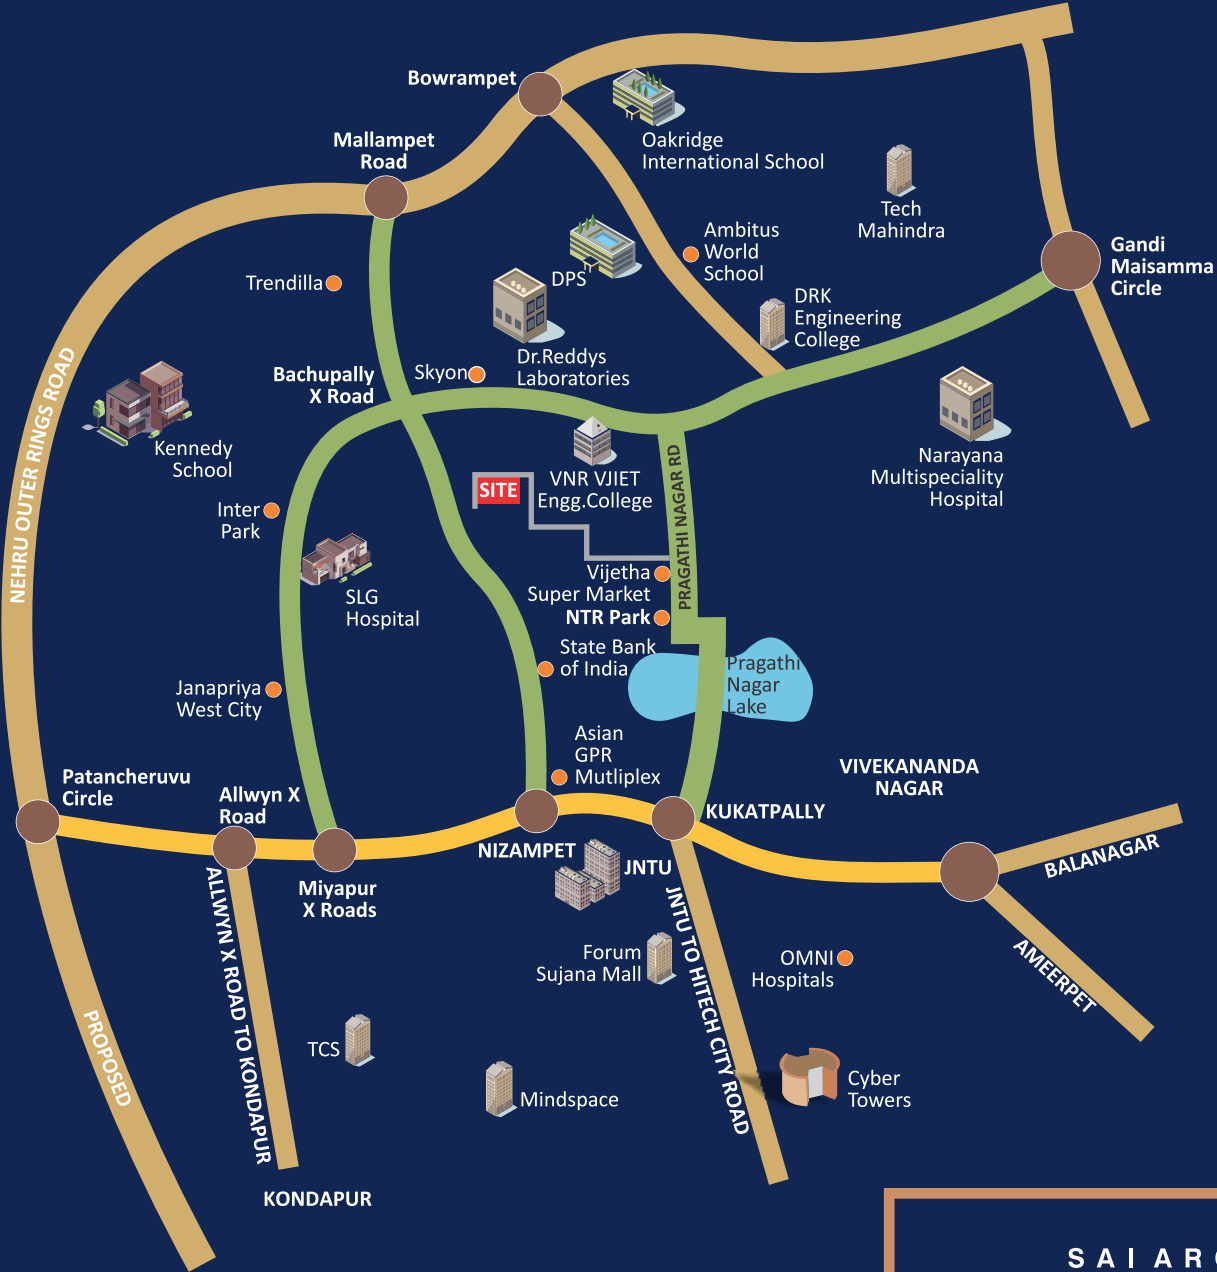 Bowrampet
Mallampet
Road
Oakridge
International School
Tech
Mahindra
Ambitus
World
School
Gandi
Maisamma
Circle
Trendilla
DPS
DRK
Engineering
College
Dr.Reddys
Laboratories
Bachupally
X Road
Skyon
NEHRU OUTER RINGS ROAD
Kennedy
School
Narayana
Multispeciality
Hospital
VNR VJIET
Engg.College
SITE
PRAGATHI NAGAR RD
Inter
Park
SLG
Hospital
Vijetha
Super Market
NTR Park
State Bank
of India
Pragathi
Nagar
Lake
Janapriya
West City
Asian
GPR
Mutliplex
Patancheruvu
Circle
Allwyn X
Road
VIVEKANANDA
NAGAR
KUKATPALLY
NIZAMPET
JNTU
Miyapur
X Roads
BALANAGAR
AMEERPET
ALLWYN X ROAD TO KONDAPUR
JNTU TO HITECH CITY ROAD
Forum
Sujana Mall
OMNI
Hospitals
PROPOSED
TCS
Mindspace
Cyber
Towers
KONDAPUR
SAI